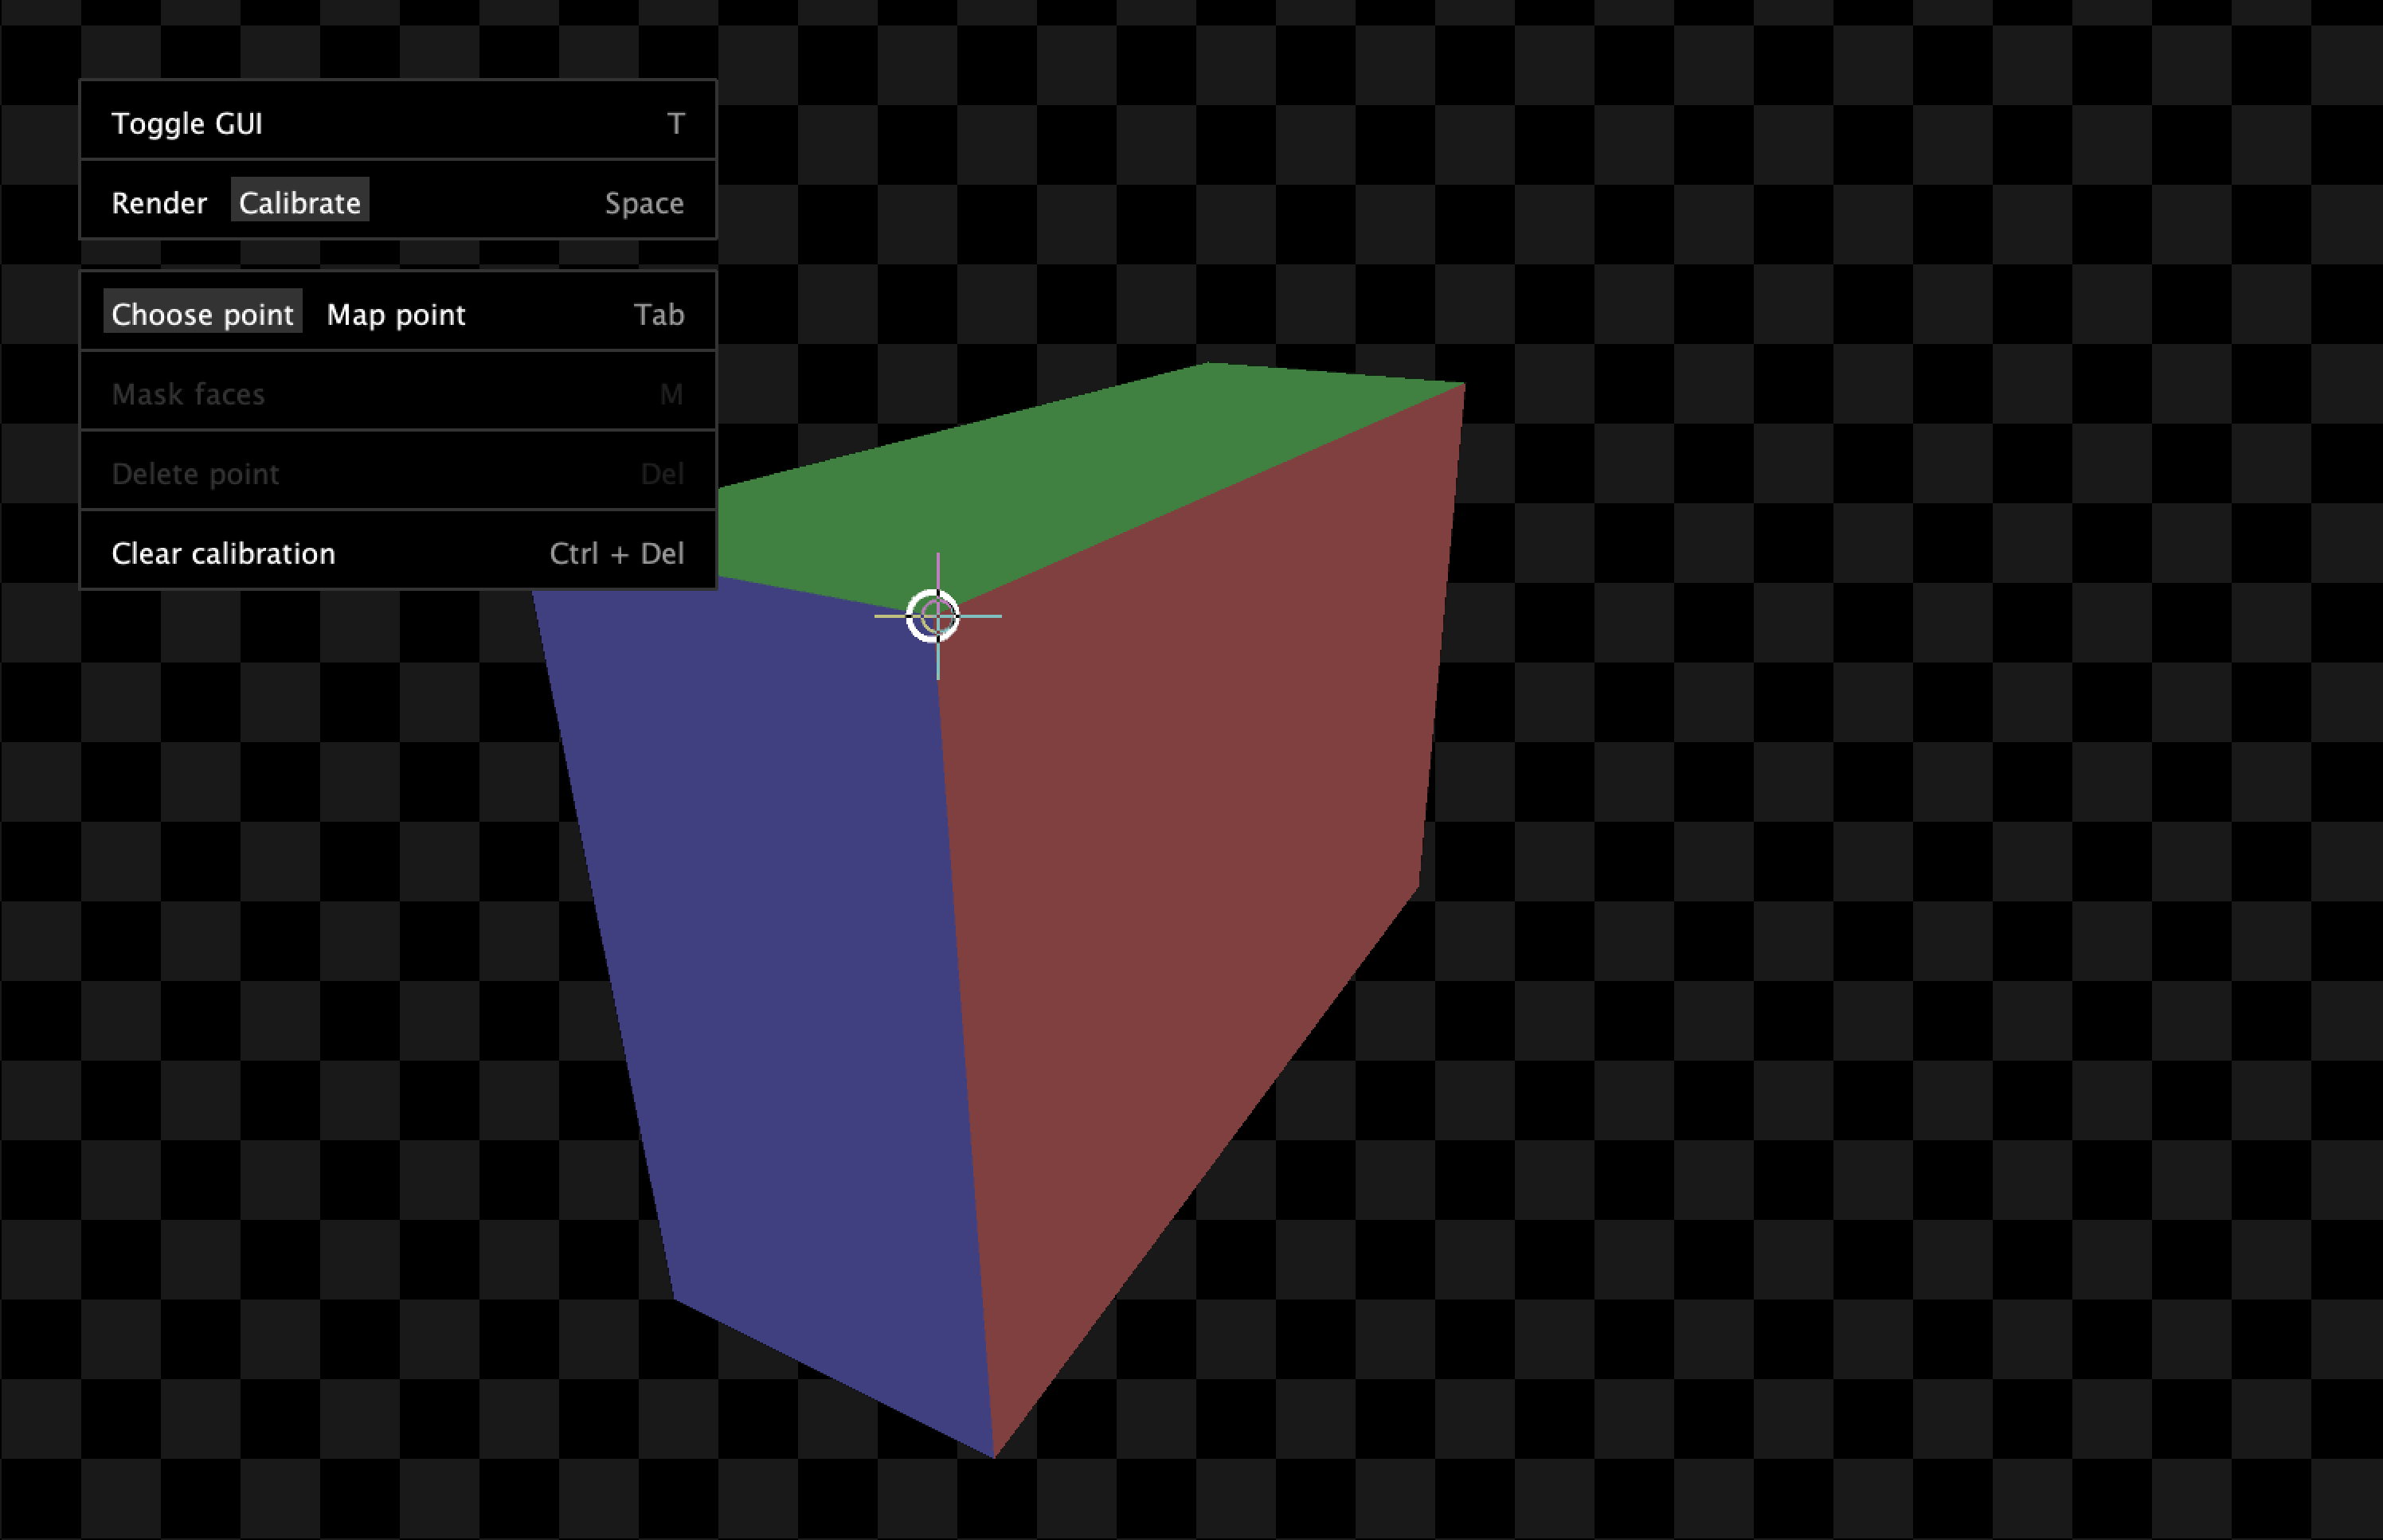 Toggle GUI T
Render Calibrate Space
Choose point Map point Tab
Mask faces M
Delete point Del
Clear calibration Ctrl + Del